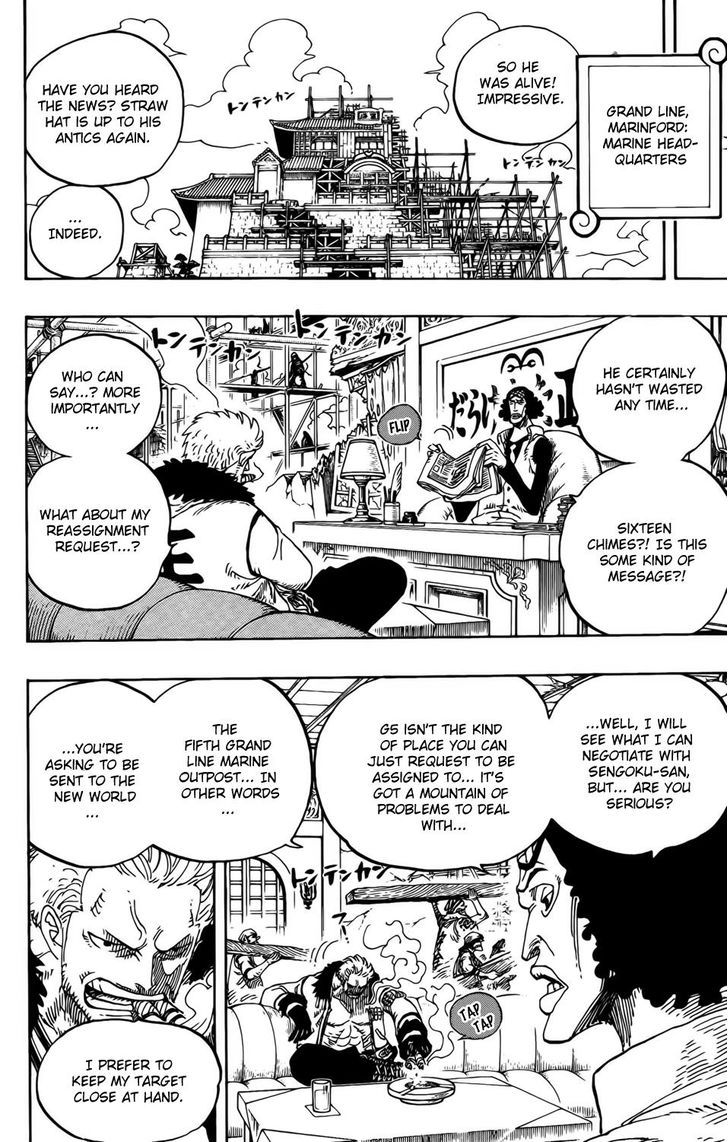 GRAND LINE,
MARINFORD:
MARINE HEAD-
QUARTERS
SO HE
WAS ALIVE!
IMPRESSIVE.
HAVE YOU HEARD
THE NEWS? STRAW
HAT IS UP TO HIS
ANTICS AGAIN.
...
INDEED.
トンテンカン
トンテンカン
HE CERTAINLY
HASN'T WASTED
ANY TIME...
SIXTEEN
CHIMES?! IS THIS
SOME KIND OF
MESSAGE?!
FLIP
だらけ
トンテンカン
WHO CAN
SAY...? MORE
IMPORTANTLY
...
WHAT ABOUT MY
REASSIGNMENT
REQUEST...?
...WELL, I WILL
SEE WHAT I CAN
NEGOTIATE WITH
SENGOKU-SAN,
BUT... ARE YOU
SERIOUS?
G5 ISN'T THE KIND
OF PLACE YOU CAN
JUST REQUEST TO BE
ASSIGNED TO... IT'S
GOT A MOUNTAIN OF
PROBLEMS TO DEAL
WITH...
THE
FIFTH GRAND
LINE MARINE
OUTPOST... IN
OTHER WORDS
...
...YOU'RE
ASKING TO BE
SENT TO THE
NEW WORLD
...
トンテンカン
TAP
TAP
I PREFER TO
KEEP MY TARGET
CLOSE AT HAND.